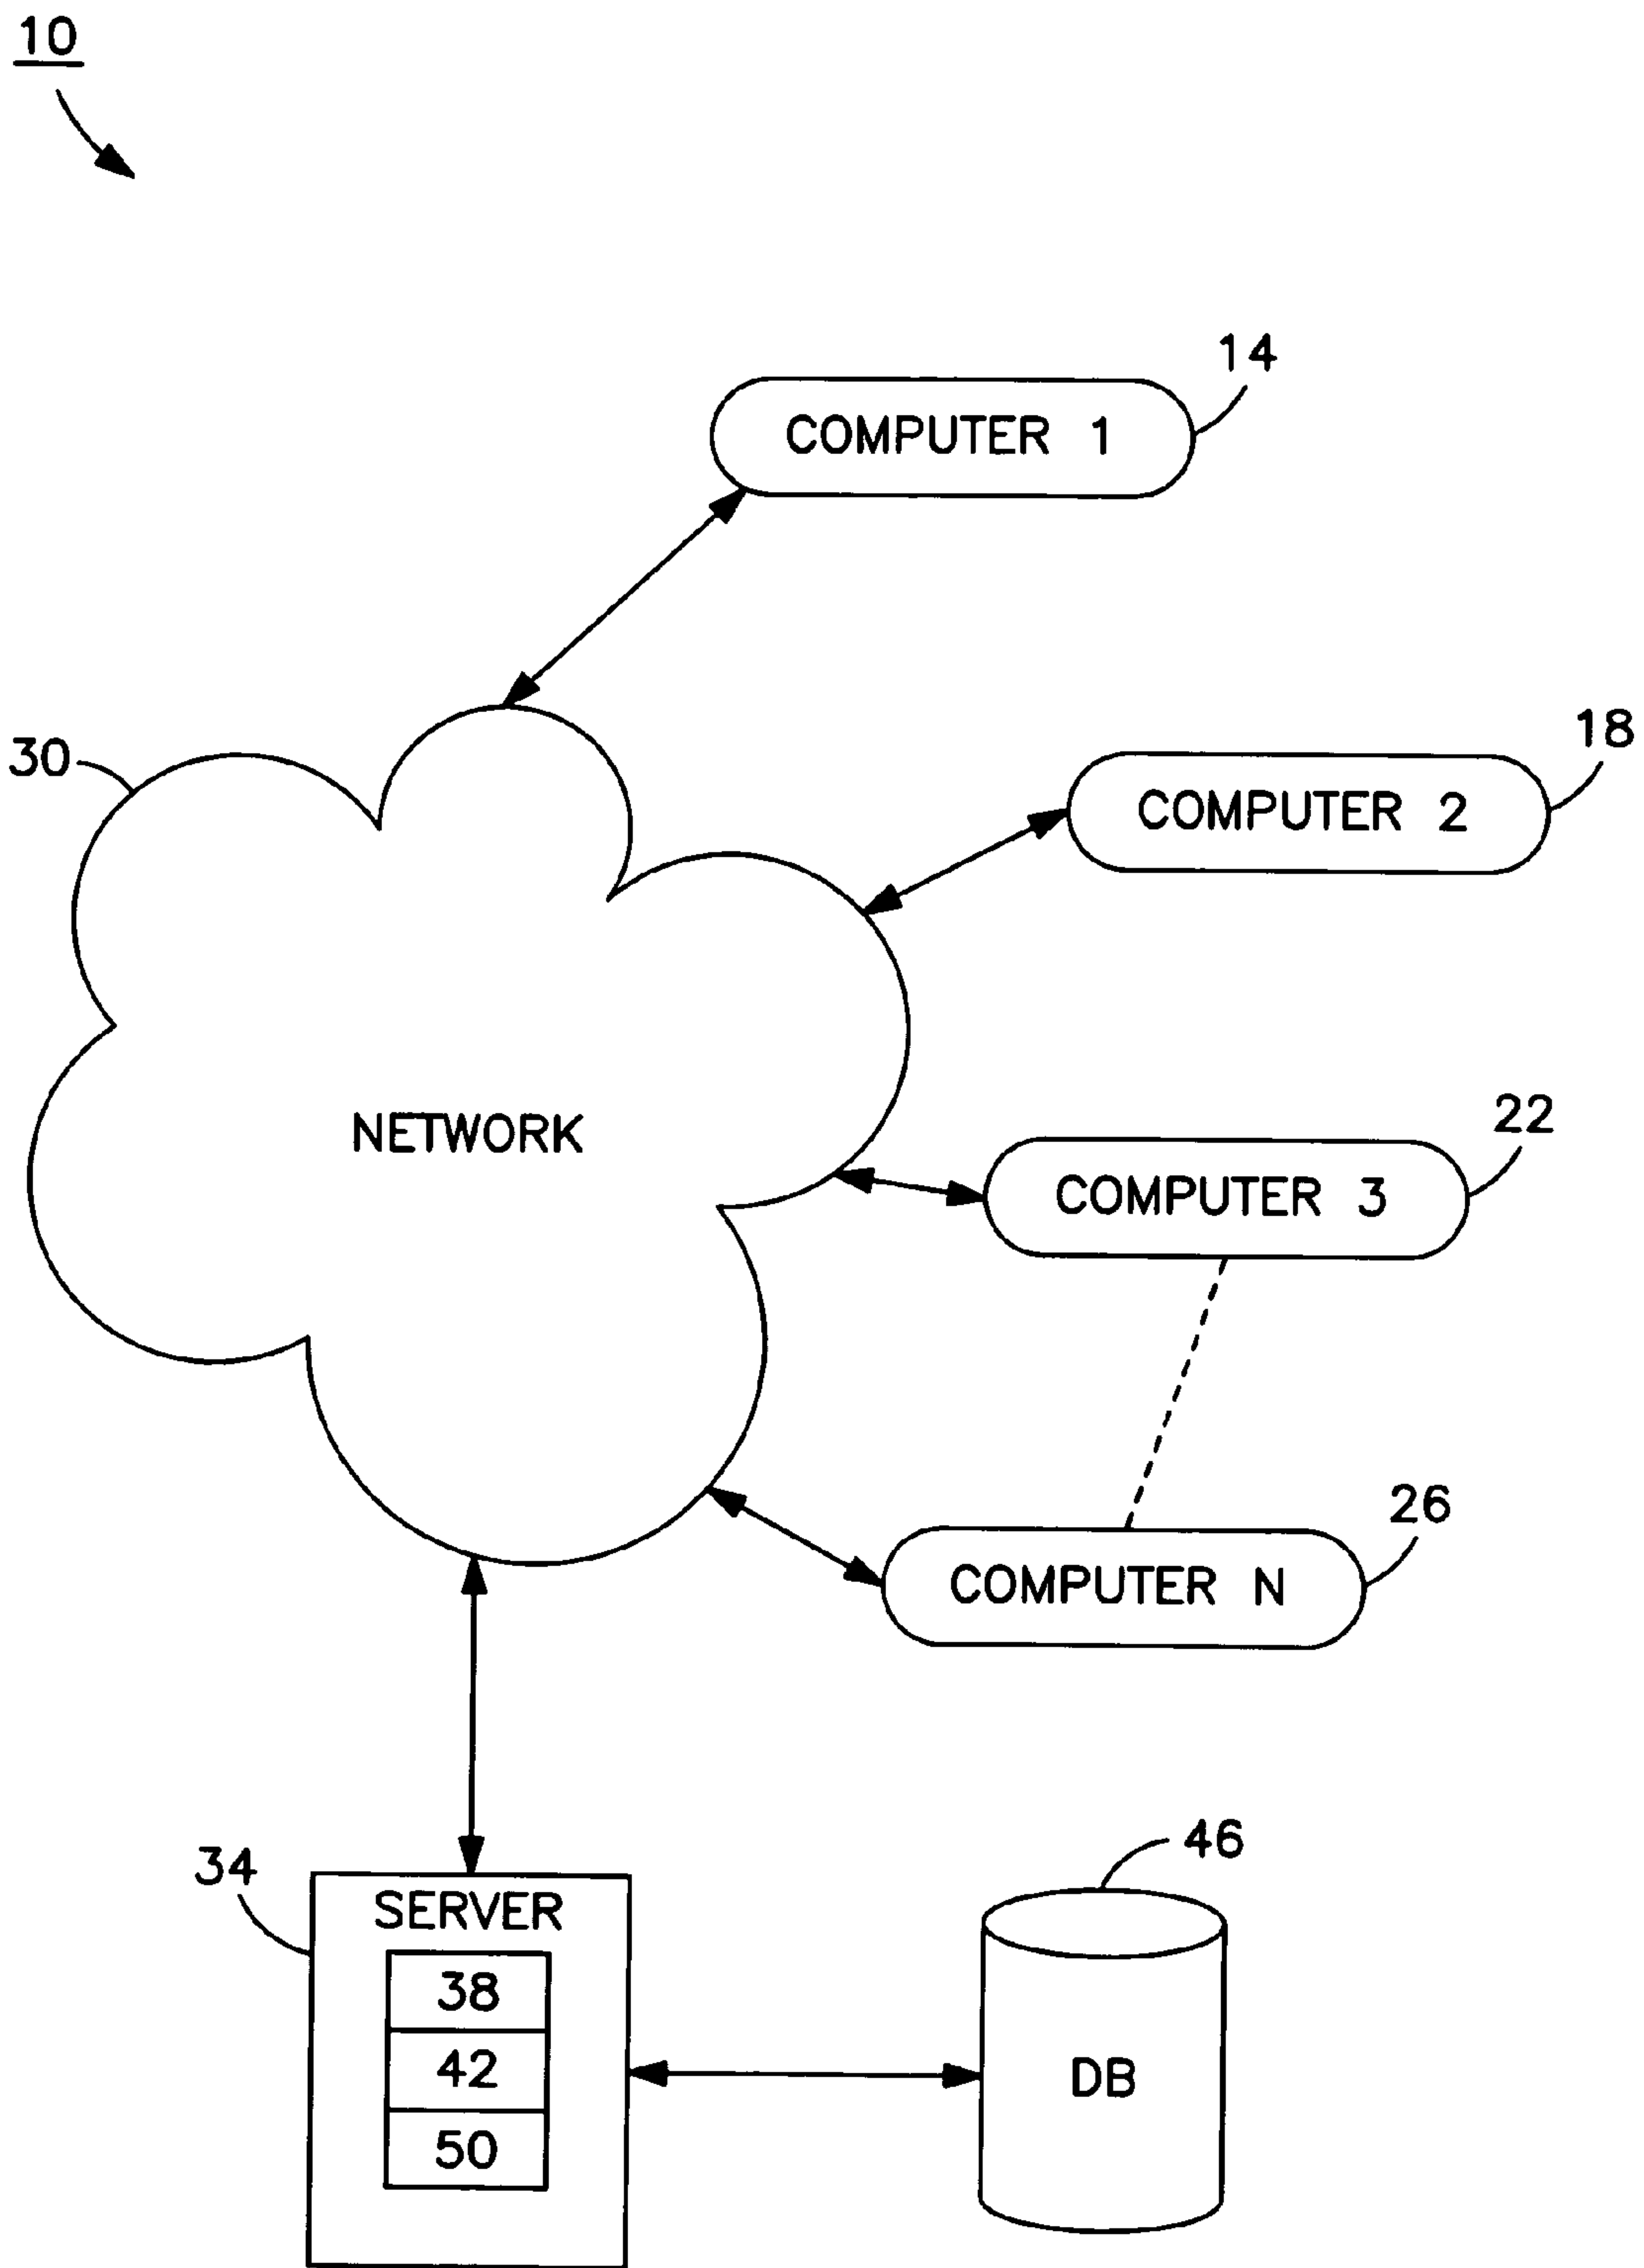 10
14
COMPUTER 1
18
30
COMPUTER 2
22
NETWORK
COMPUTER 3
26
COMPUTER N
46
34
SERVER
38
42
DB
50